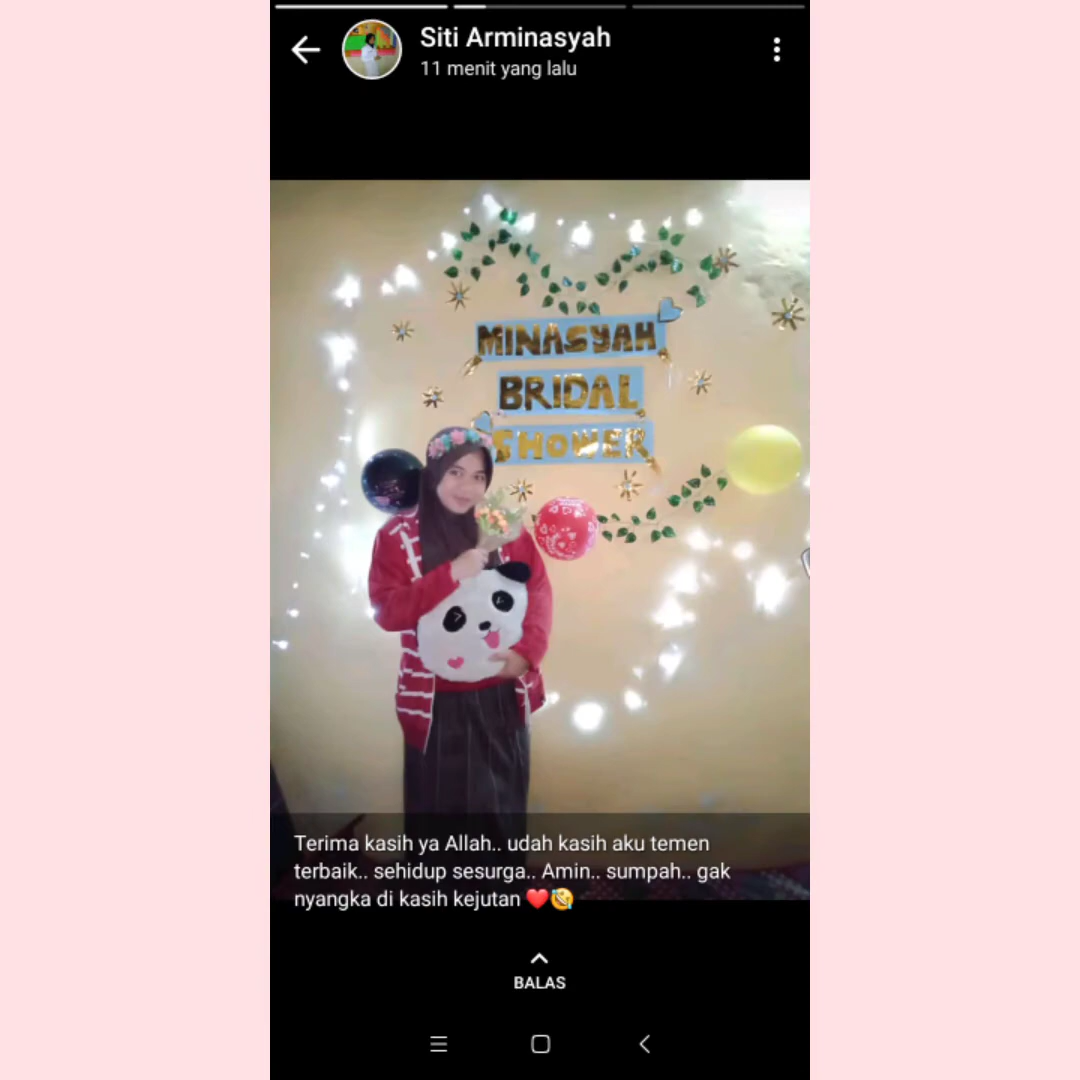 Siti Arminasyah
11 menit yang lalu
MINASYAH
BRIDAL
SHOWER
Terima kasih ya Allah.. udah kasih aku temen
terbaik.. sehidup sesurga.. Amin.. sumpah.. gak
nyangka di kasih kejutan ❤️🤣
BALAS